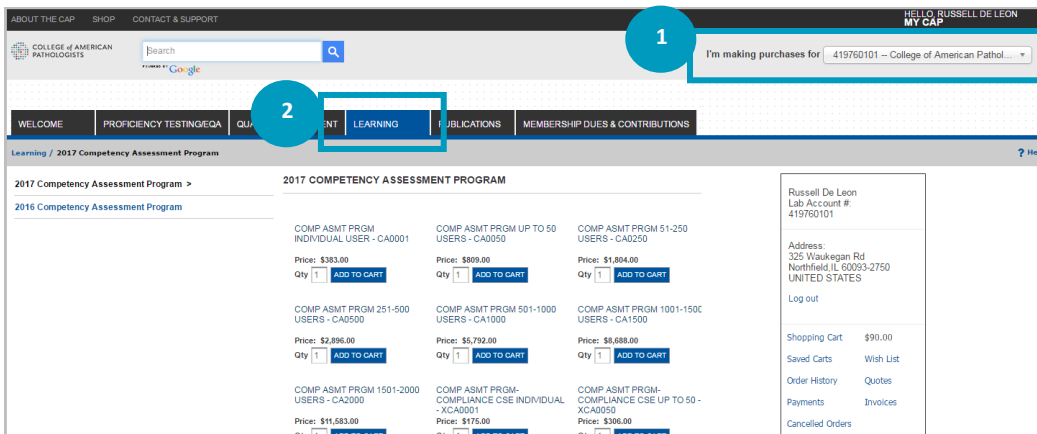 ABOUT THE CAP SHOP CONTACT & SUPPORT
HELLO, RUSSELL DE LEON
MY CAP
COLLEGE of AMERICAN
PATHOLOGISTS
Search
Google
1
I'm making purchases for 419760101 -- College of American Pathol...
2
WELCOME PROFICIENCY TESTING/EQA LEARNING PUBLICATIONS MEMBERSHIP DUES & CONTRIBUTIONS
Learning / 2017 Competency Assessment Program
? He
2017 Competency Assessment Program >
2016 Competency Assessment Program
2017 COMPETENCY ASSESSMENT PROGRAM
COMP ASMT PRGM
INDIVIDUAL USER - CA0001
Price: $383.00
Qty 1 ADD TO CART
COMP ASMT PRGM UP TO 50
USERS - CA0050
Price: $809.00
Qty 1 ADD TO CART
COMP ASMT PRGM 51-250
USERS - CA0250
Price: $1,804.00
Qty 1 ADD TO CART
COMP ASMT PRGM 251-500
USERS - CA0500
Price: $2,896.00
Qty 1 ADD TO CART
COMP ASMT PRGM 501-1000
USERS - CA1000
Price: $5,792.00
Qty 1 ADD TO CART
COMP ASMT PRGM 1001-1500
USERS - CA1500
Price: $8,688.00
Qty 1 ADD TO CART
COMP ASMT PRGM 1501-2000
USERS - CA2000
Price: $11,583.00
COMP ASMT PRGM-
COMPLIANCE CSE INDIVIDUAL
- XCA0001
Price: $175.00
COMP ASMT PRGM-
COMPLIANCE CSE UP TO 50 -
XCA0050
Price: $306.00
Russell De Leon
Lab Account #:
419760101
Address:
325 Waukegan Rd
Northfield,IL 60093-2750
UNITED STATES
Log out
Shopping Cart $90.00
Saved Carts Wish List
Order History Quotes
Payments Invoices
Cancelled Orders